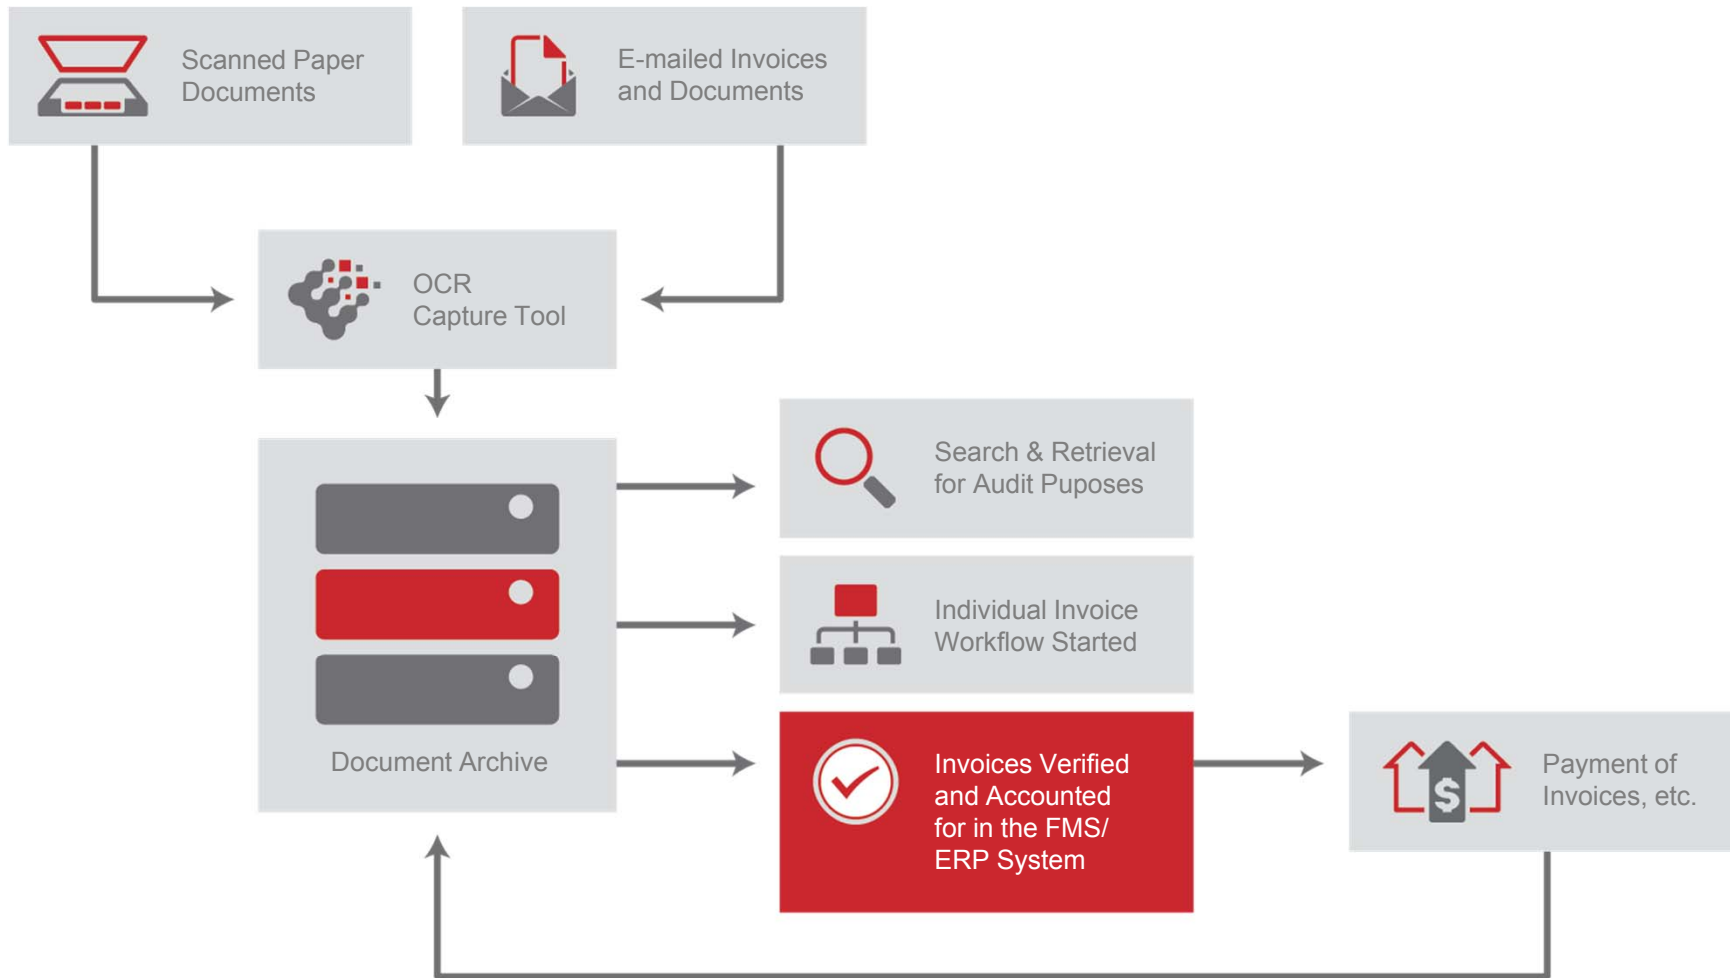 Scanned Paper
Documents
E-mailed Invoices
and Documents
OCR
Capture Tool
Search & Retrieval
for Audit Puposes
Individual Invoice
Workflow Started
Document Archive
Invoices Verified
and Accounted
for in the FMS/
ERP System
$
Payment of
Invoices, etc.